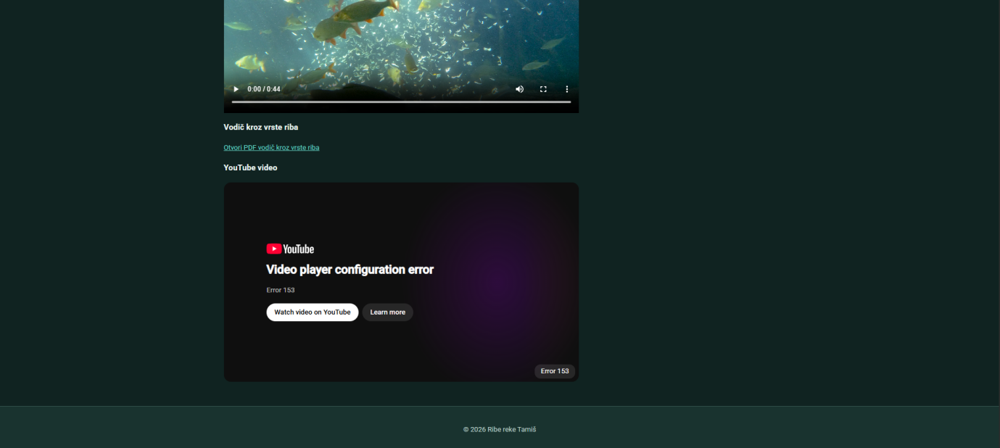 0:00 / 0:44
Vodič kroz vrste riba
Otvori PDF vodič kroz vrste riba
YouTube video
YouTube
Video player configuration error
Error 153
Watch video on YouTube
Learn more
Error 153
© 2026 Ribe reke Tamiš